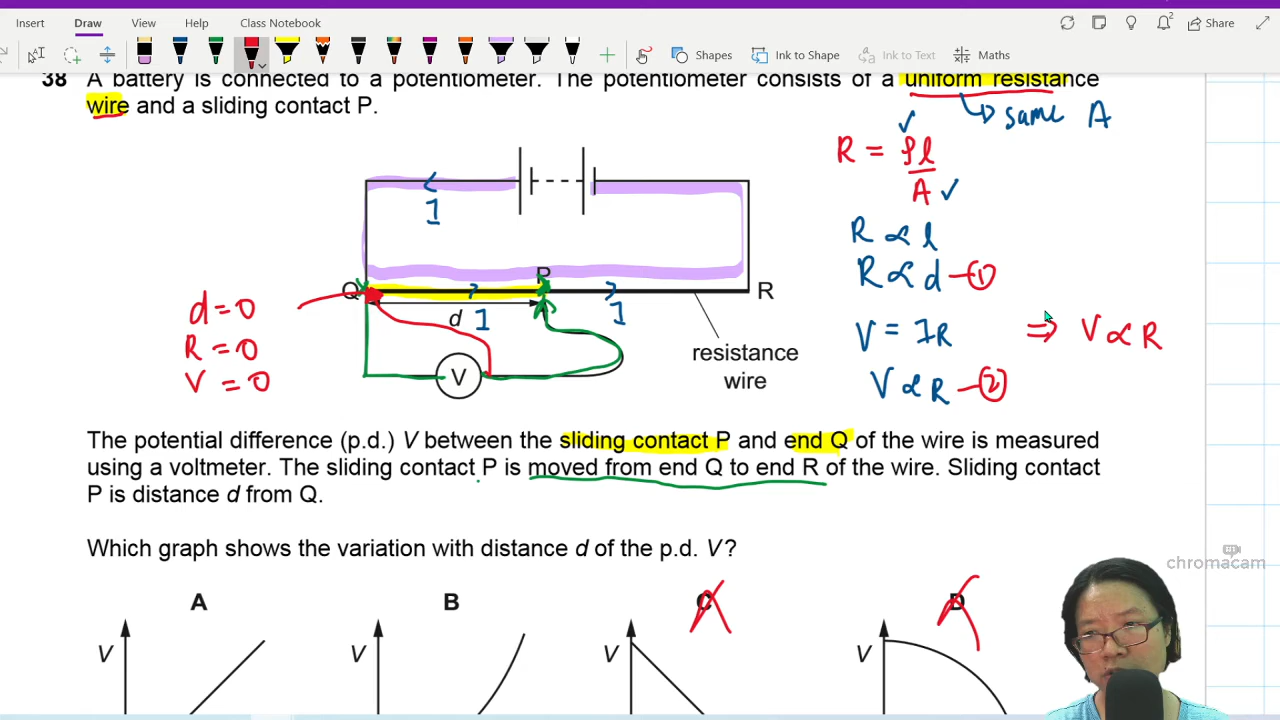 Insert Draw View Help Class Notebook Share
Shapes Ink to Shape Ink to Text Maths
38 A battery is connected to a potentiometer. The potentiometer consists of a uniform resistance
wire and a sliding contact P.
same A
R = ρl
A
R ∝ l
R ∝ d - ①
V = IR ⇒ V ∝ R
V ∝ R - ②
I
P
Q
R
d
I
I
d = 0
R = 0
V = 0
V
resistance
wire
The potential difference (p.d.) V between the sliding contact P and end Q of the wire is measured
using a voltmeter. The sliding contact P is moved from end Q to end R of the wire. Sliding contact
P is distance d from Q.
Which graph shows the variation with distance d of the p.d. V?
A B C D
V V V V
chromacam